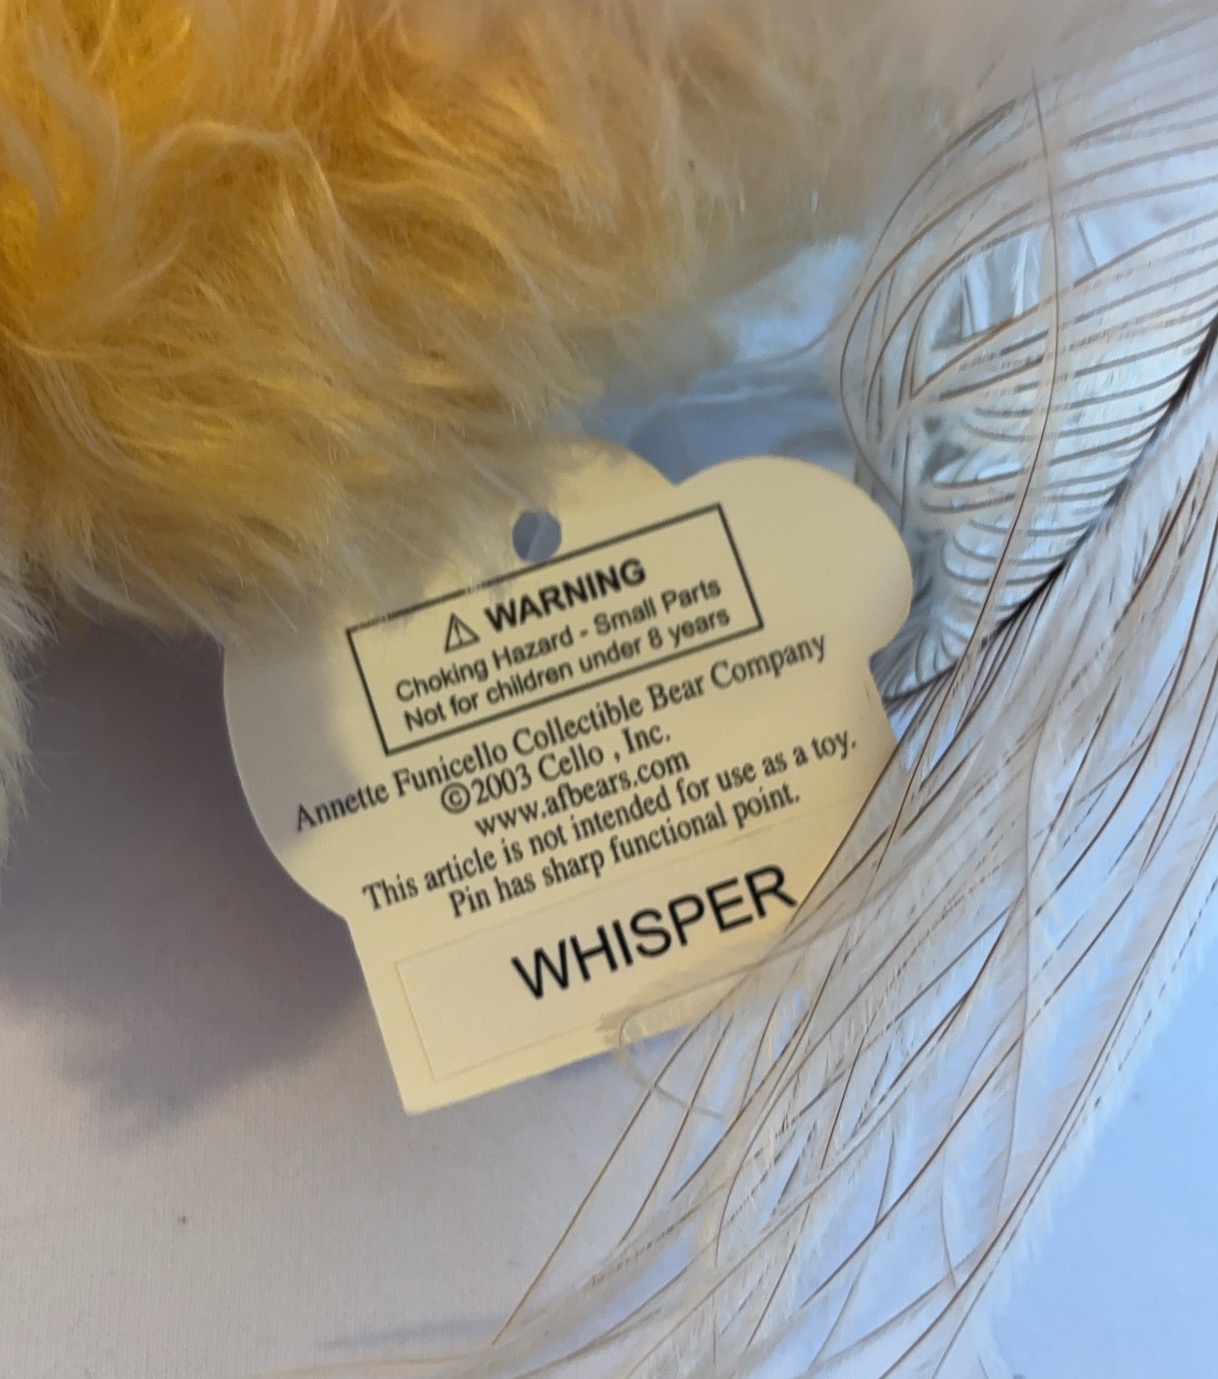 ⚠ WARNING
Choking Hazard - Small Parts
Not for children under 8 years
Annette Funicello Collectible Bear Company
©2003 Cello , Inc.
www.afbears.com
This article is not intended for use as a toy.
Pin has sharp functional point.
WHISPER